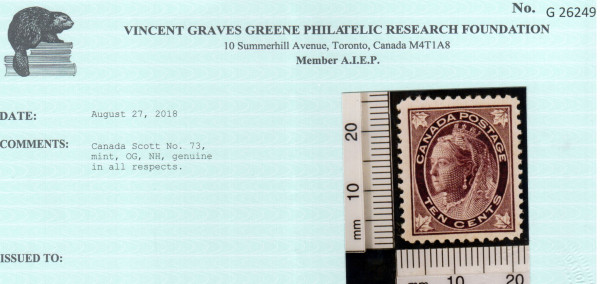 No. G 26249
VINCENT GRAVES GREENE PHILATELIC RESEARCH FOUNDATION
10 Summerhill Avenue, Toronto, Canada M4T1A8
Member A.I.E.P.
DATE: August 27, 2018
COMMENTS: Canada Scott No. 73,
mint, OG, NH, genuine
in all respects.
CANADA POSTAGE
TEN CENTS
20
10
mm
mm 10 20
ISSUED TO: